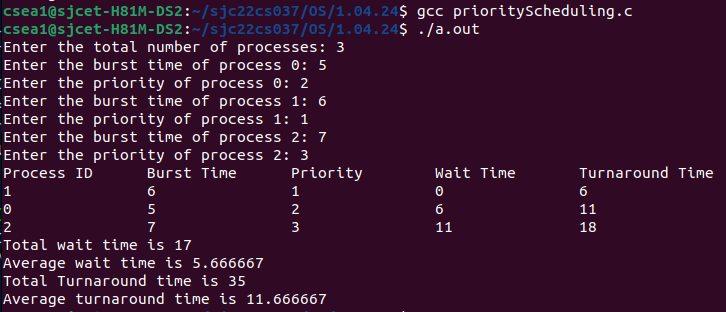 csea1@sjcet-H81M-DS2:~/sjc22cs037/OS/1.04.24$ gcc priorityScheduling.c
csea1@sjcet-H81M-DS2:~/sjc22cs037/OS/1.04.24$ ./a.out
Enter the total number of processes: 3
Enter the burst time of process 0: 5
Enter the priority of process 0: 2
Enter the burst time of process 1: 6
Enter the priority of process 1: 1
Enter the burst time of process 2: 7
Enter the priority of process 2: 3
Process ID Burst Time Priority Wait Time Turnaround Time
1 6 1 0 6
0 5 2 6 11
2 7 3 11 18
Total wait time is 17
Average wait time is 5.666667
Total Turnaround time is 35
Average turnaround time is 11.666667